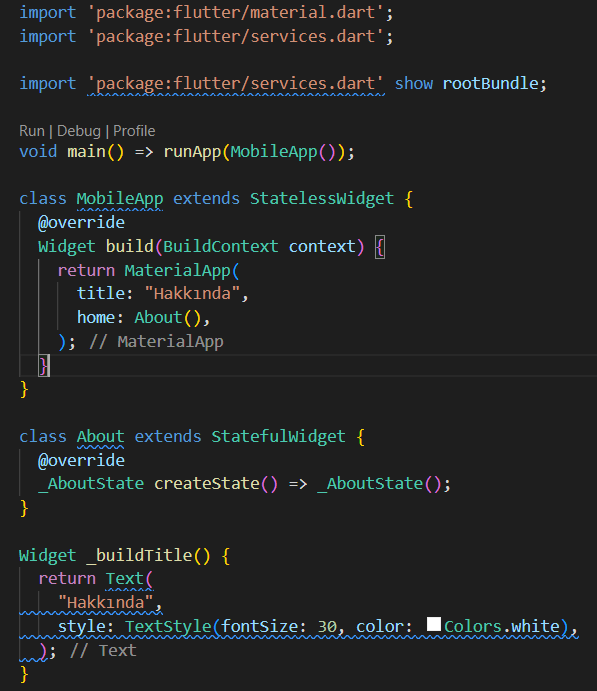 import 'package:flutter/material.dart';
import 'package:flutter/services.dart';
import 'package:flutter/services.dart' show rootBundle;
Run | Debug | Profile
void main() => runApp(MobileApp());
class MobileApp extends StatelessWidget {
@override
Widget build(BuildContext context) {
return MaterialApp(
title: "Hakkında",
home: About(),
); // MaterialApp
}
}
class About extends StatefulWidget {
@override
_AboutState createState() => _AboutState();
}
Widget _buildTitle() {
return Text(
"Hakkında",
style: TextStyle(fontSize: 30, color: Colors.white),
); // Text
}